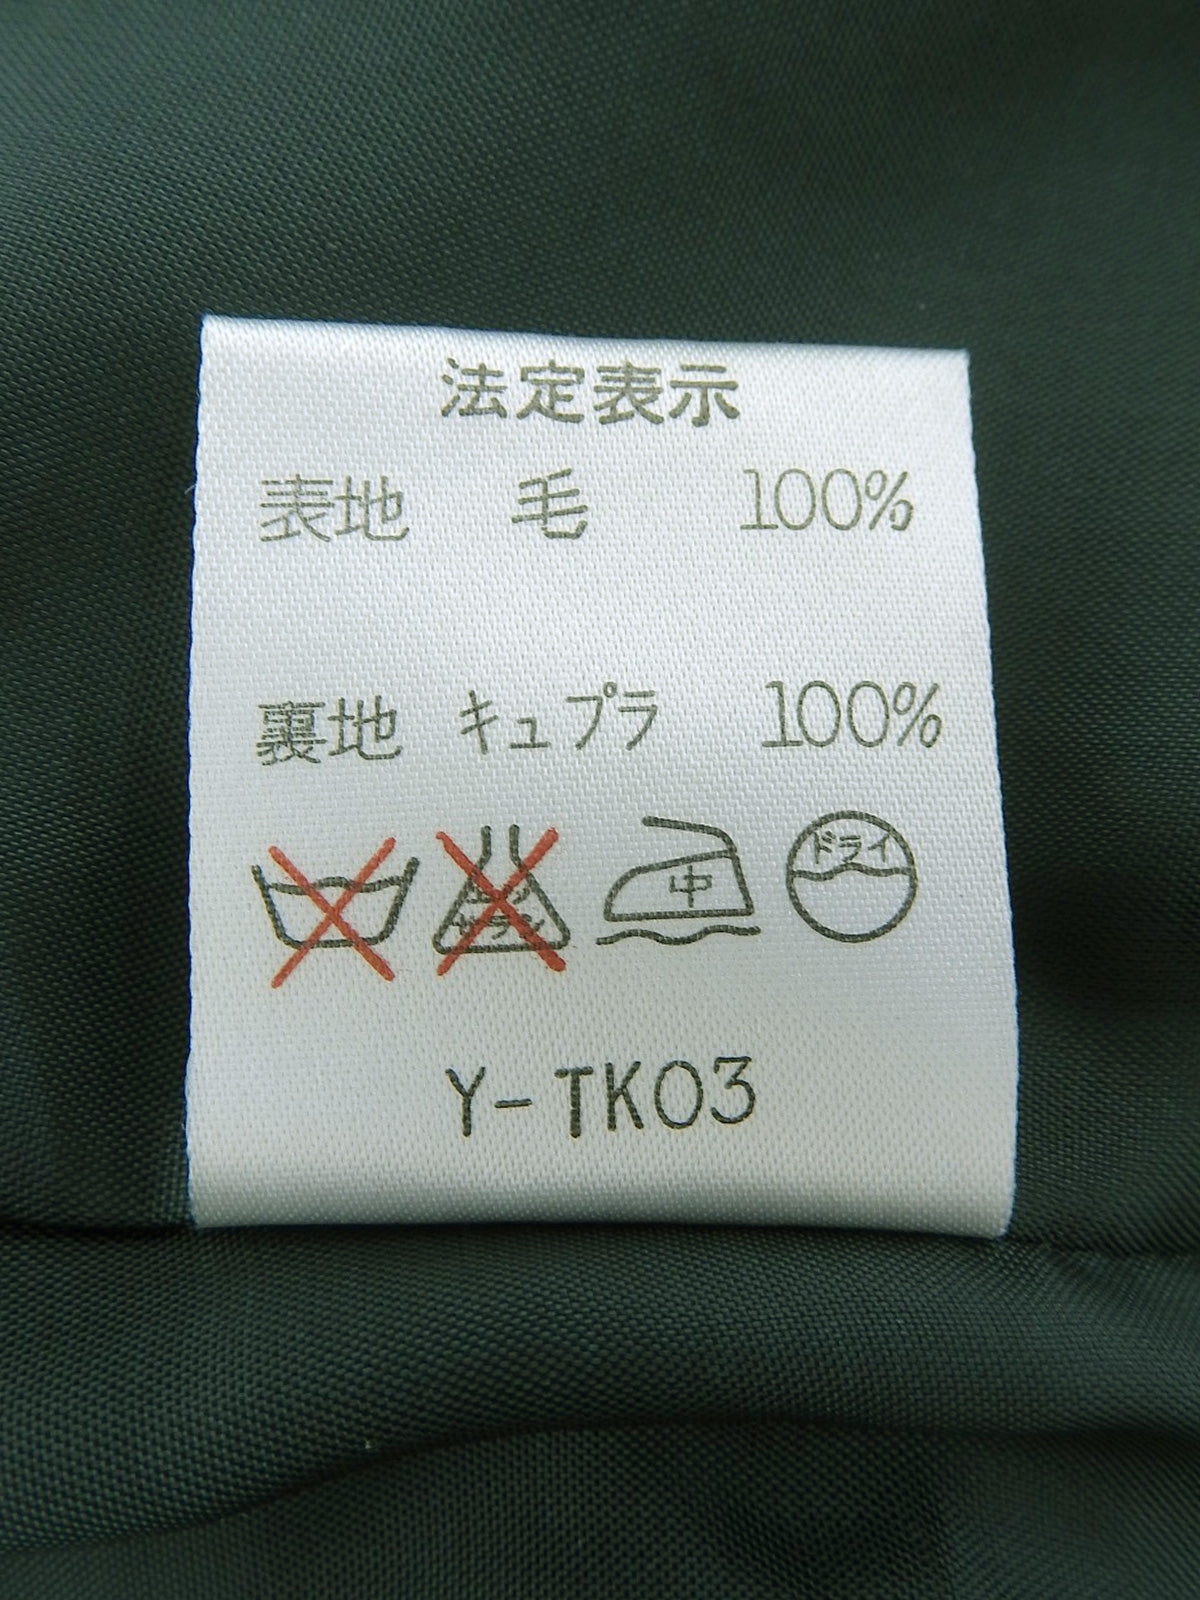 法定表示
表地 毛 100%
裏地 キュプラ 100%
中 ドライ
Y-TK03